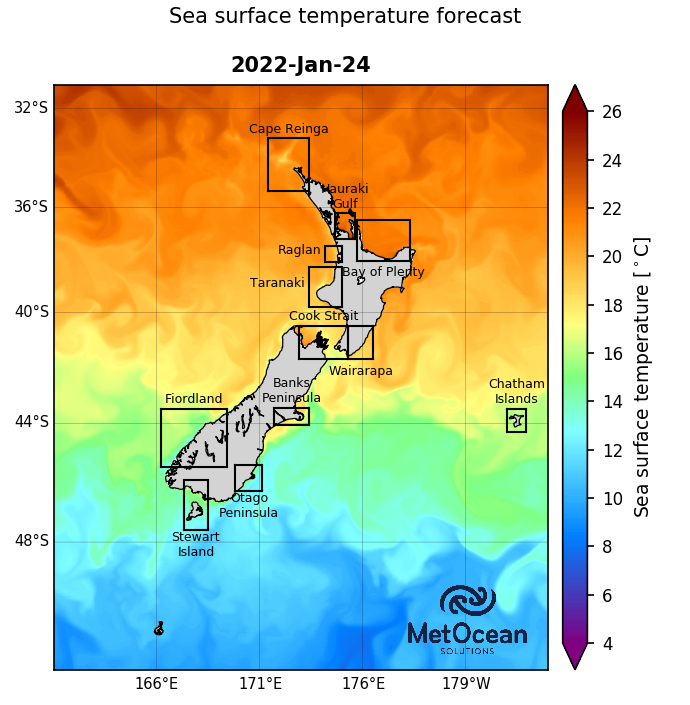 Sea surface temperature forecast
2022-Jan-24
32°S
36°S
40°S
44°S
48°S
166°E
171°E
176°E
179°W
Cape Reinga
Hauraki
Gulf
Raglan
Bay of Plenty
Taranaki
Cook Strait
Wairarapa
Banks
Peninsula
Fiordland
Chatham
Islands
Otago
Peninsula
Stewart
Island
MetOcean
SOLUTIONS
26
24
22
20
18
16
14
12
10
8
6
4
Sea surface temperature [°C]